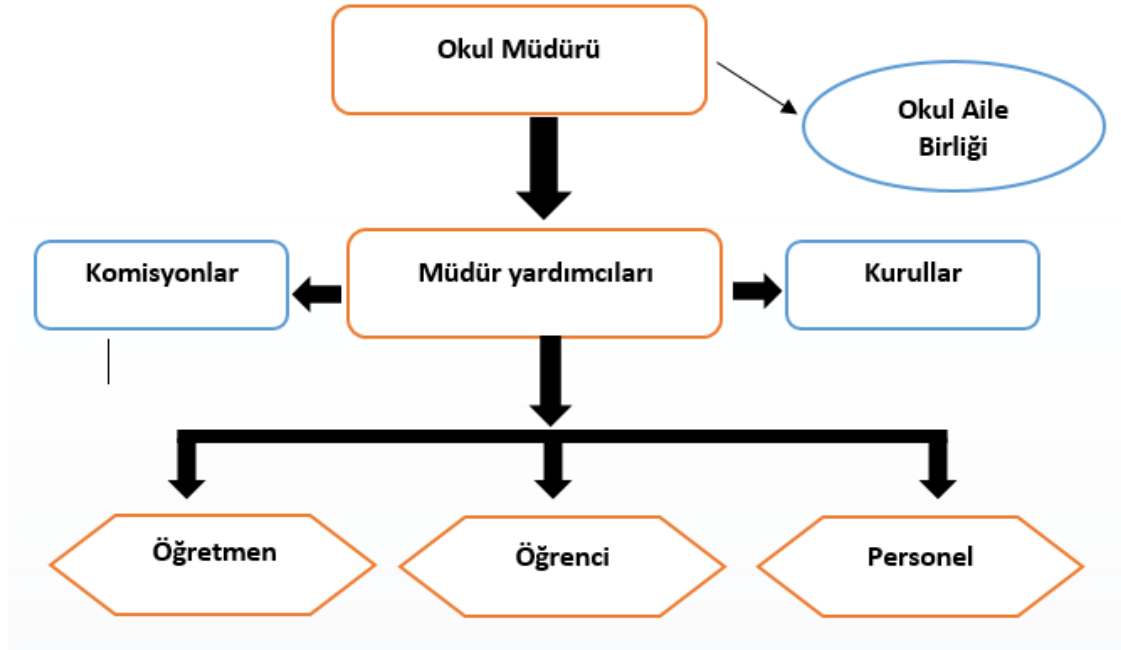 Okul Müdürü
Okul Aile
Birliği
Komisyonlar
Müdür yardımcıları
Kurullar
Öğretmen
Öğrenci
Personel